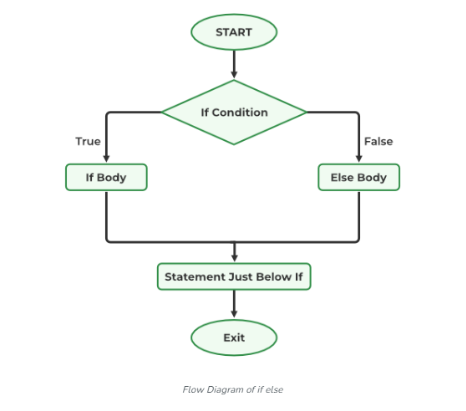 START
If Condition
True
False
If Body
Else Body
Statement Just Below If
Exit
Flow Diagram of if else